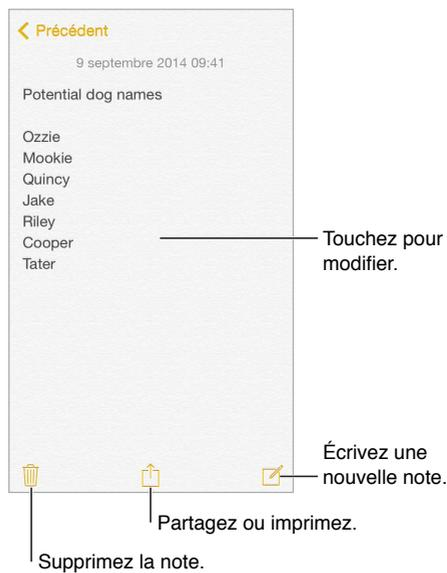 Précédent
9 septembre 2014 09:41
Potential dog names
Ozzie
Mookie
Quincy
Jake
Riley
Cooper
Tater
Touchez pour
modifier.
Écrivez une
nouvelle note.
Partagez ou imprimez.
Supprimez la note.